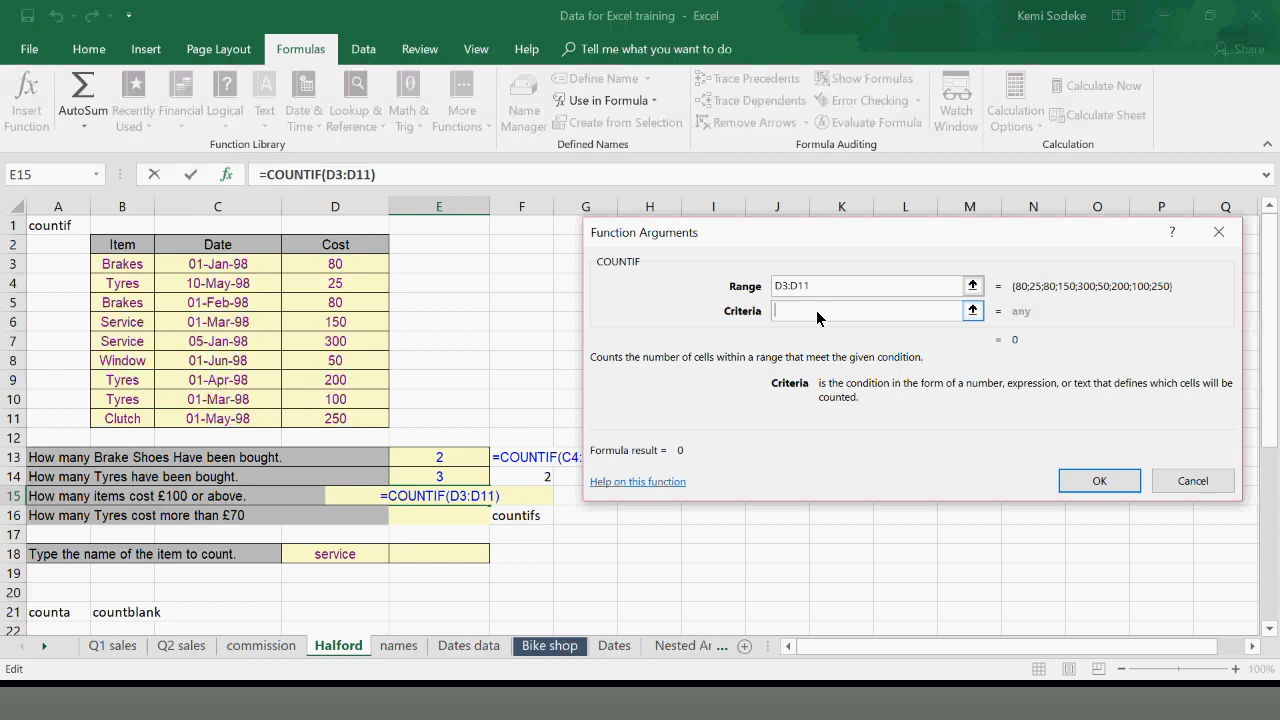 Data for Excel training - Excel
Kemi Sodeke
File Home Insert Page Layout Formulas Data Review View Help Tell me what you want to do Share
Insert Function
AutoSum
Recently Used
Financial
Logical
Text
Date & Time
Lookup & Reference
Math & Trig
More Functions
Function Library
Name Manager
Define Name
Use in Formula
Create from Selection
Defined Names
Trace Precedents
Trace Dependents
Remove Arrows
Show Formulas
Error Checking
Evaluate Formula
Formula Auditing
Watch Window
Calculation Options
Calculate Now
Calculate Sheet
Calculation
E15 fx =COUNTIF(D3:D11)
A B C D E F G H I J K L M N O P Q
1 countif
2 Item Date Cost
3 Brakes 01-Jan-98 80
4 Tyres 10-May-98 25
5 Brakes 01-Feb-98 80
6 Service 01-Mar-98 150
7 Service 05-Jan-98 300
8 Window 01-Jun-98 50
9 Tyres 01-Apr-98 200
10 Tyres 01-Mar-98 100
11 Clutch 01-May-98 250
12
13 How many Brake Shoes Have been bought. 2 =COUNTIF(C4:
14 How many Tyres have been bought. 3 2
15 How many items cost £100 or above. =COUNTIF(D3:D11)
16 How many Tyres cost more than £70 countifs
17
18 Type the name of the item to count. service
19
20
21 counta countblank
22
Function Arguments ?
COUNTIF
Range D3:D11 = {80;25;80;150;300;50;200;100;250}
Criteria = any
= 0
Counts the number of cells within a range that meet the given condition.
Criteria is the condition in the form of a number, expression, or text that defines which cells will be
counted.
Formula result = 0
Help on this function
OK Cancel
Q1 sales Q2 sales commission Halford names Dates data Bike shop Dates Nested Ar ...
Edit 100%